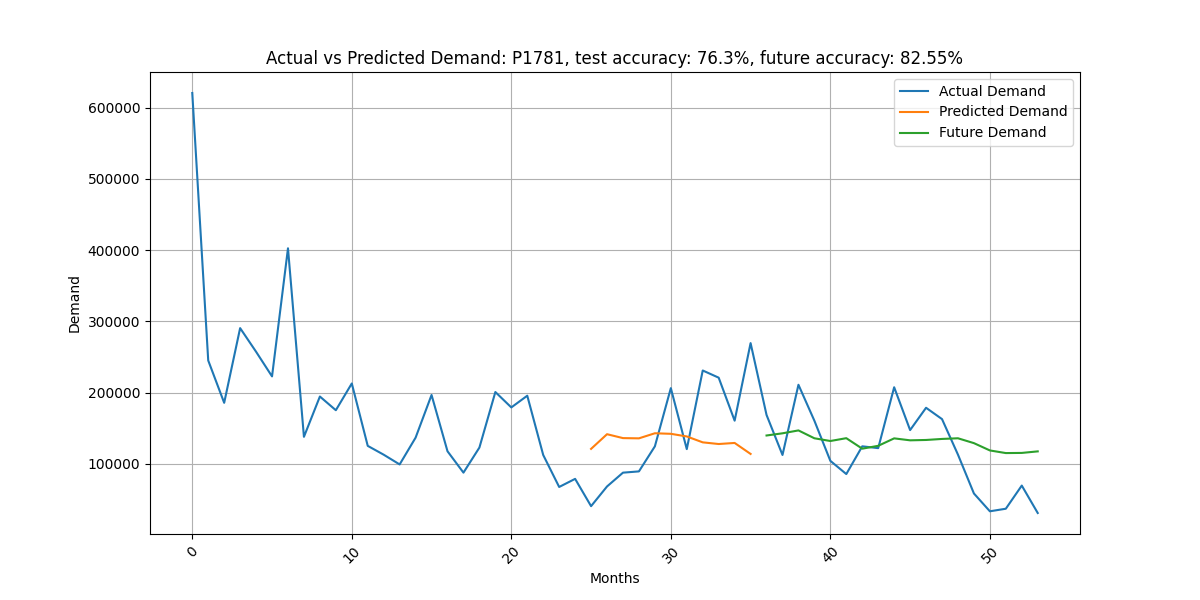 Actual vs Predicted Demand: P1781, test accuracy: 76.3%, future accuracy: 82.55%
Actual Demand
Predicted Demand
Future Demand
600000
500000
400000
300000
200000
100000
Demand
0
10
20
30
40
50
Months